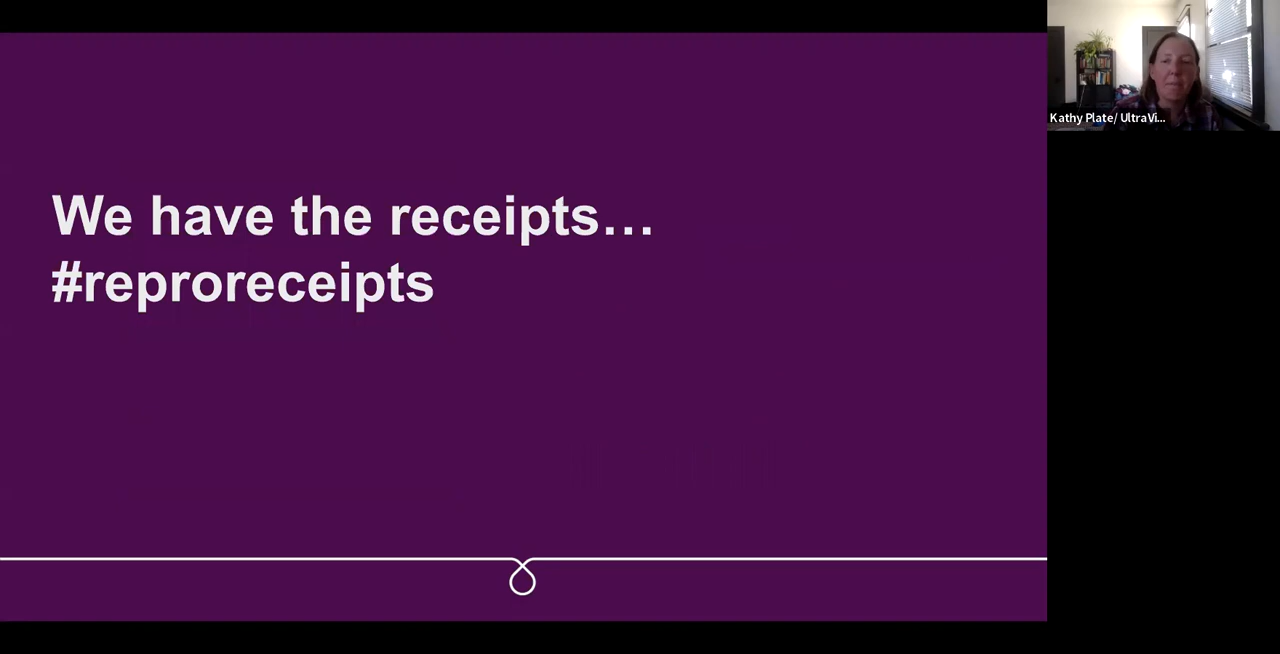 We have the receipts…
#reproreceipts
Kathy Plate/ UltraVi...